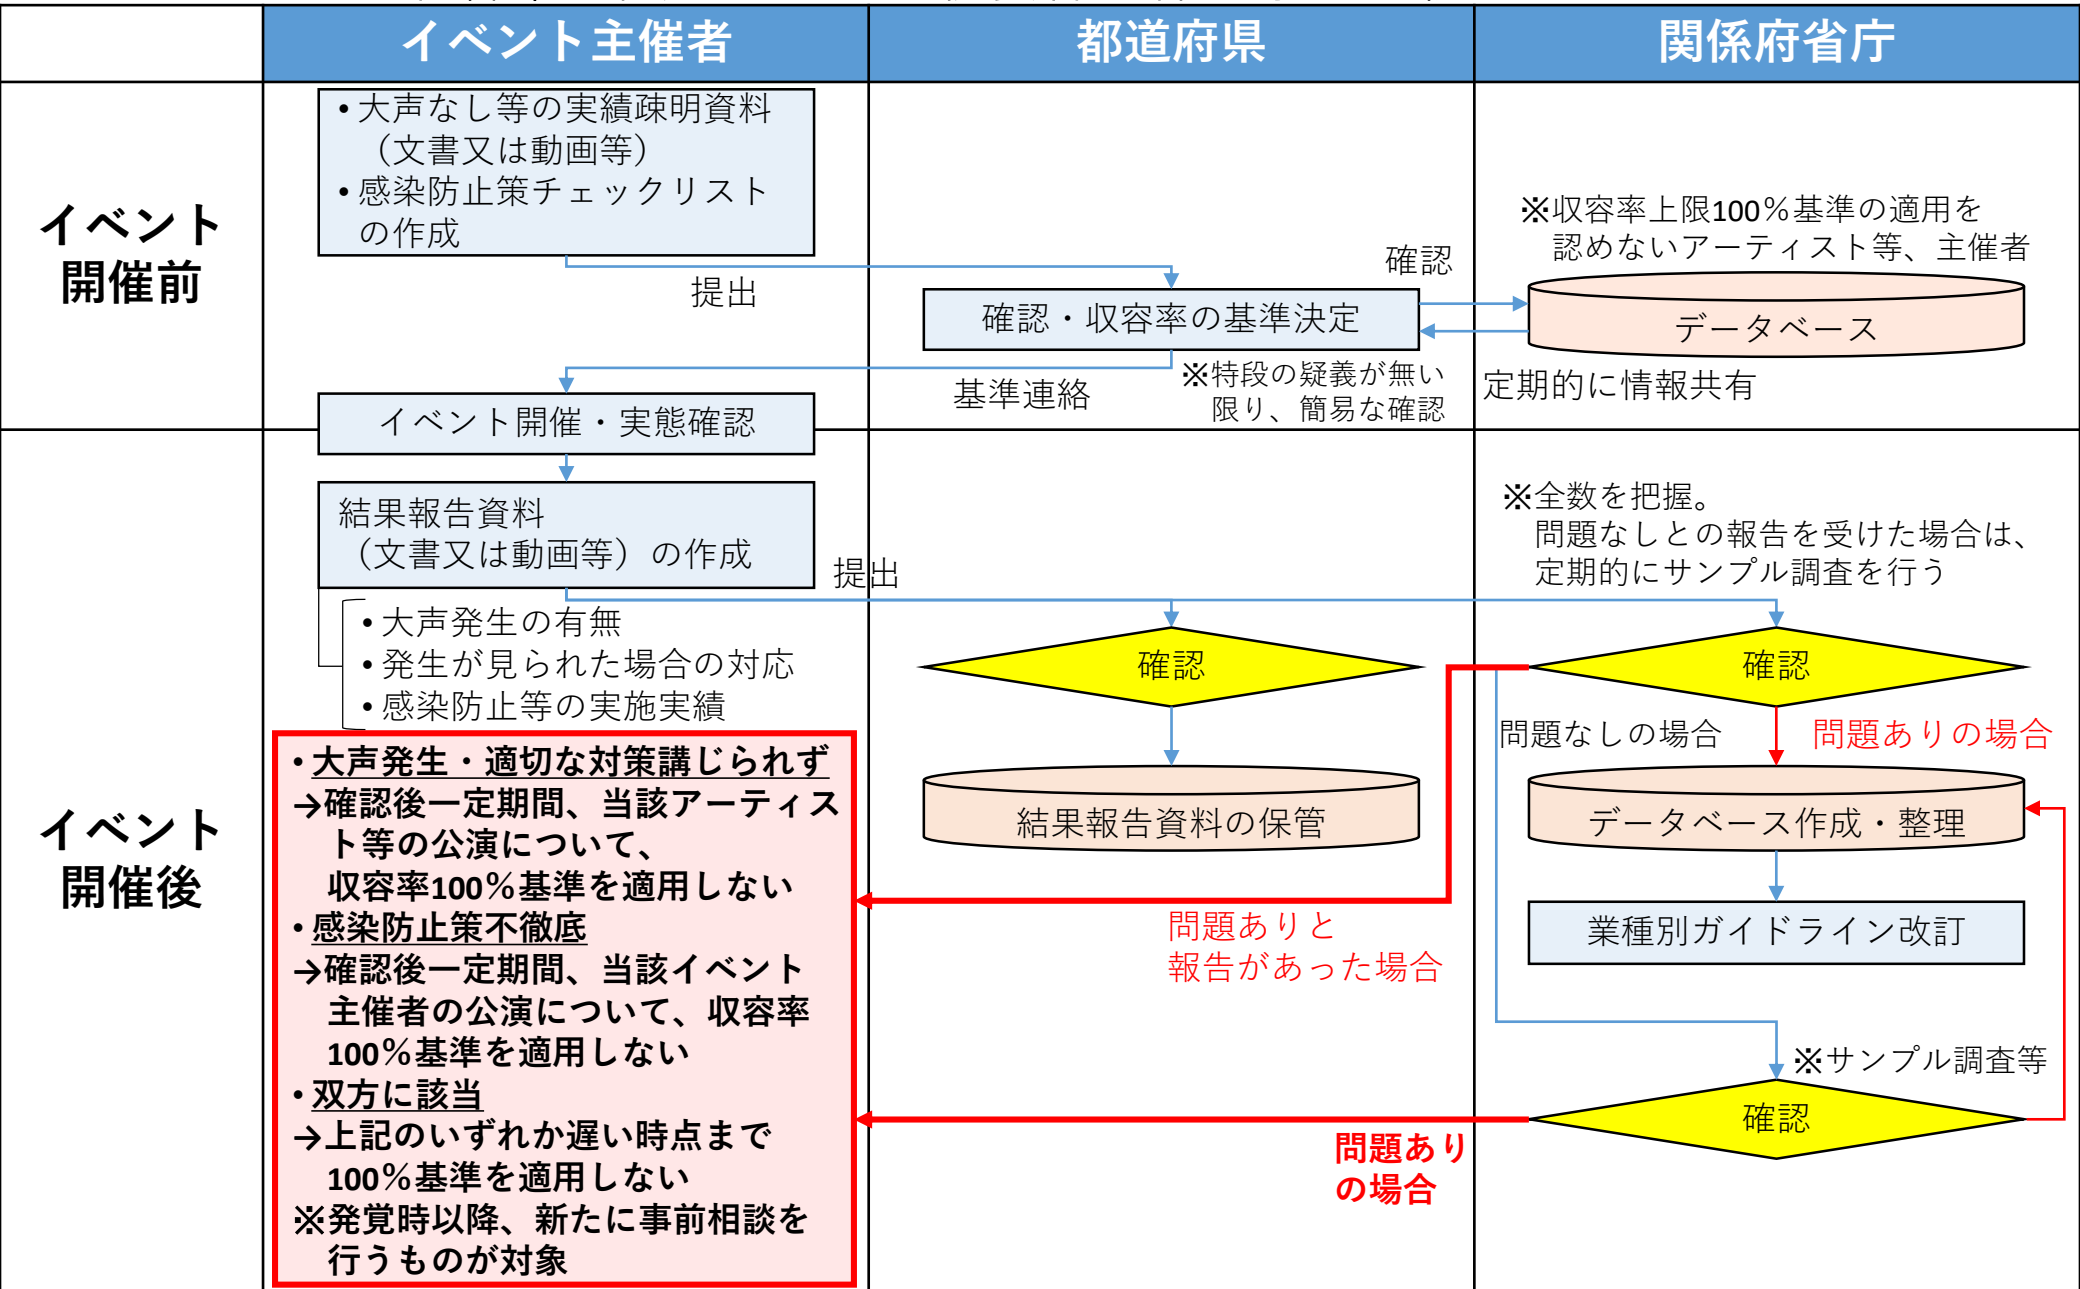 イベント主催者
都道府県
関係府省庁
イベント
開催前
・大声なし等の実績疎明資料
（文書又は動画等）
・感染防止策チェックリスト
の作成
提出
確認・収容率の基準決定
確認
※収容率上限100％基準の適用を
認めないアーティスト等、主催者
データベース
定期的に情報共有
※特段の疑義が無い
限り、簡易な確認
基準連絡
イベント開催・実態確認
イベント
開催後
結果報告資料
（文書又は動画等）の作成
提出
・大声発生の有無
・発生が見られた場合の対応
・感染防止等の実施実績
確認
結果報告資料の保管
※全数を把握。
問題なしとの報告を受けた場合は、
定期的にサンプル調査を行う
確認
問題なしの場合
問題ありの場合
データベース作成・整理
業種別ガイドライン改訂
※サンプル調査等
確認
問題ありと
報告があった場合
問題あり
の場合
・大声発生・適切な対策講じられず
→確認後一定期間、当該アーティス
ト等の公演について、
収容率100％基準を適用しない
・感染防止策不徹底
→確認後一定期間、当該イベント
主催者の公演について、収容率
100％基準を適用しない
・双方に該当
→上記のいずれか遅い時点まで
100％基準を適用しない
※発覚時以降、新たに事前相談を
行うものが対象